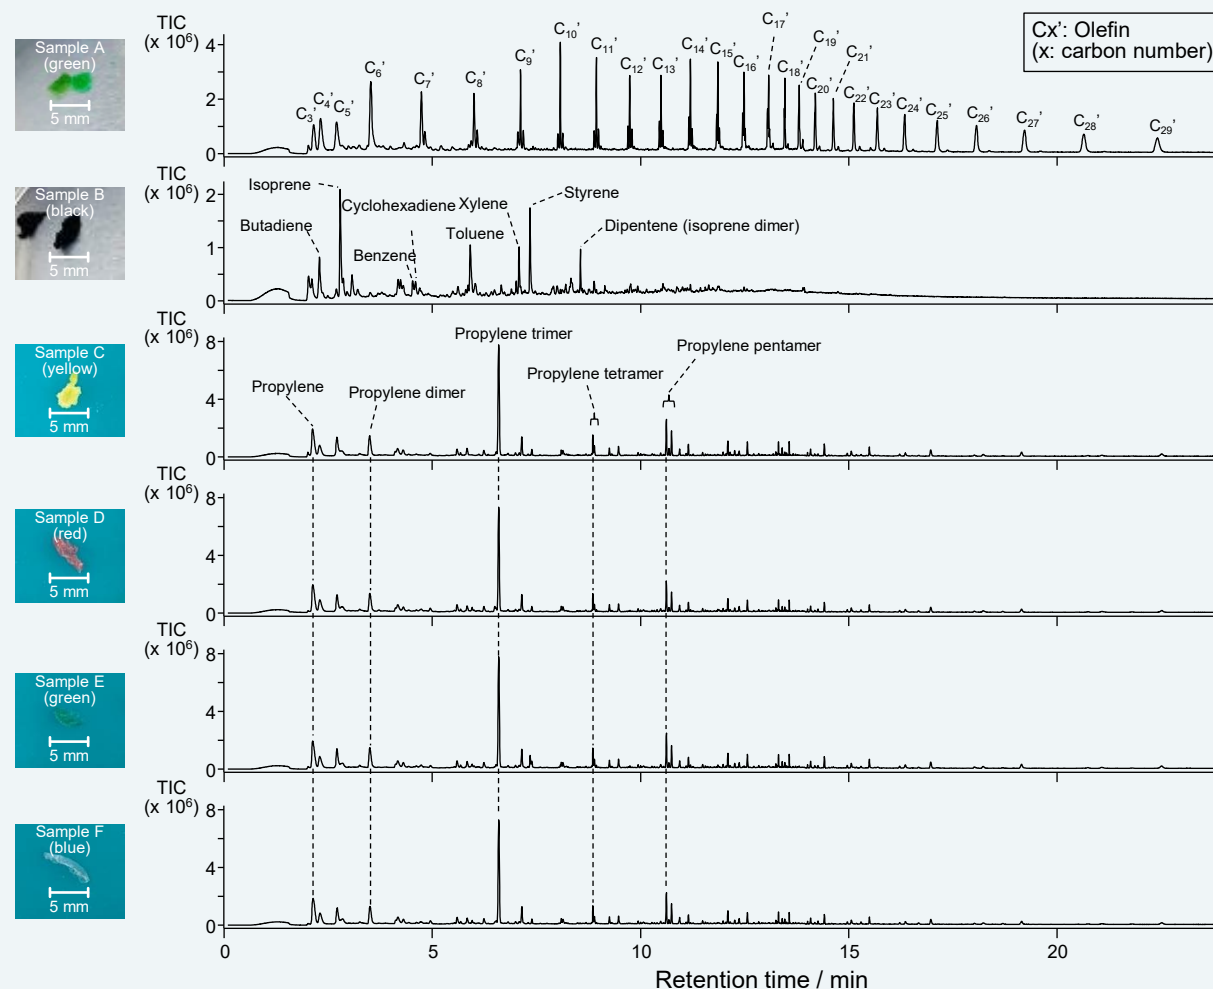 Cx’: Olefin
(x: carbon number)
TIC
(x 10⁶)
Sample A
(green)
5 mm
4
2
0
C₃’
C₄’
C₅’
C₆’
C₇’
C₈’
C₉’
C₁₀’
C₁₁’
C₁₂’
C₁₃’
C₁₄’
C₁₅’
C₁₆’
C₁₇’
C₁₈’
C₁₉’
C₂₀’
C₂₁’
C₂₂’
C₂₃’
C₂₄’
C₂₅’
C₂₆’
C₂₇’
C₂₈’
C₂₉’
TIC
(x 10⁶)
Sample B
(black)
5 mm
2
1
0
Butadiene
Isoprene
Benzene
Cyclohexadiene
Toluene
Xylene
Styrene
Dipentene (isoprene dimer)
TIC
(x 10⁶)
Sample C
(yellow)
5 mm
8
4
0
Propylene
Propylene dimer
Propylene trimer
Propylene tetramer
Propylene pentamer
TIC
(x 10⁶)
Sample D
(red)
5 mm
8
4
0
TIC
(x 10⁶)
Sample E
(green)
5 mm
8
4
0
TIC
(x 10⁶)
Sample F
(blue)
5 mm
8
4
0
0
5
10
15
20
Retention time / min